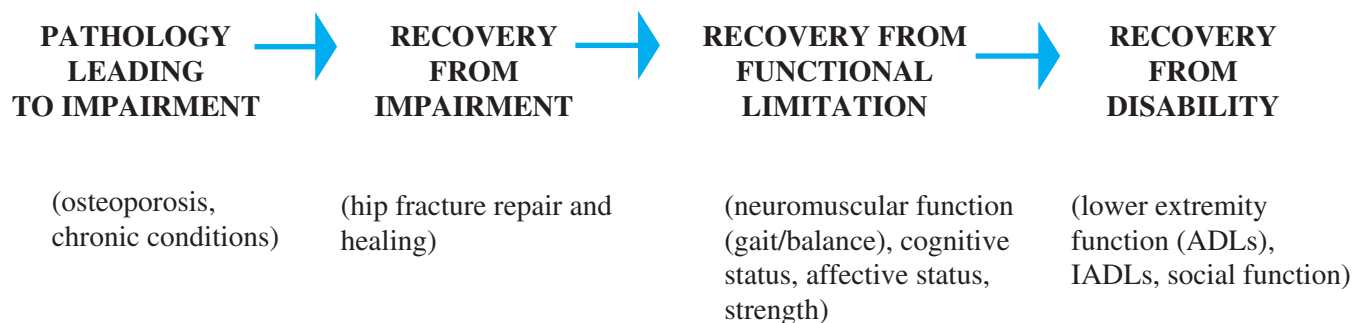 PATHOLOGY
LEADING
TO IMPAIRMENT
RECOVERY
FROM
IMPAIRMENT
RECOVERY FROM
FUNCTIONAL
LIMITATION
RECOVERY
FROM
DISABILITY
(osteoporosis,
chronic conditions)
(hip fracture repair and
healing)
(neuromuscular function
(gait/balance), cognitive
status, affective status,
strength)
(lower extremity
function (ADLs),
IADLs, social function)